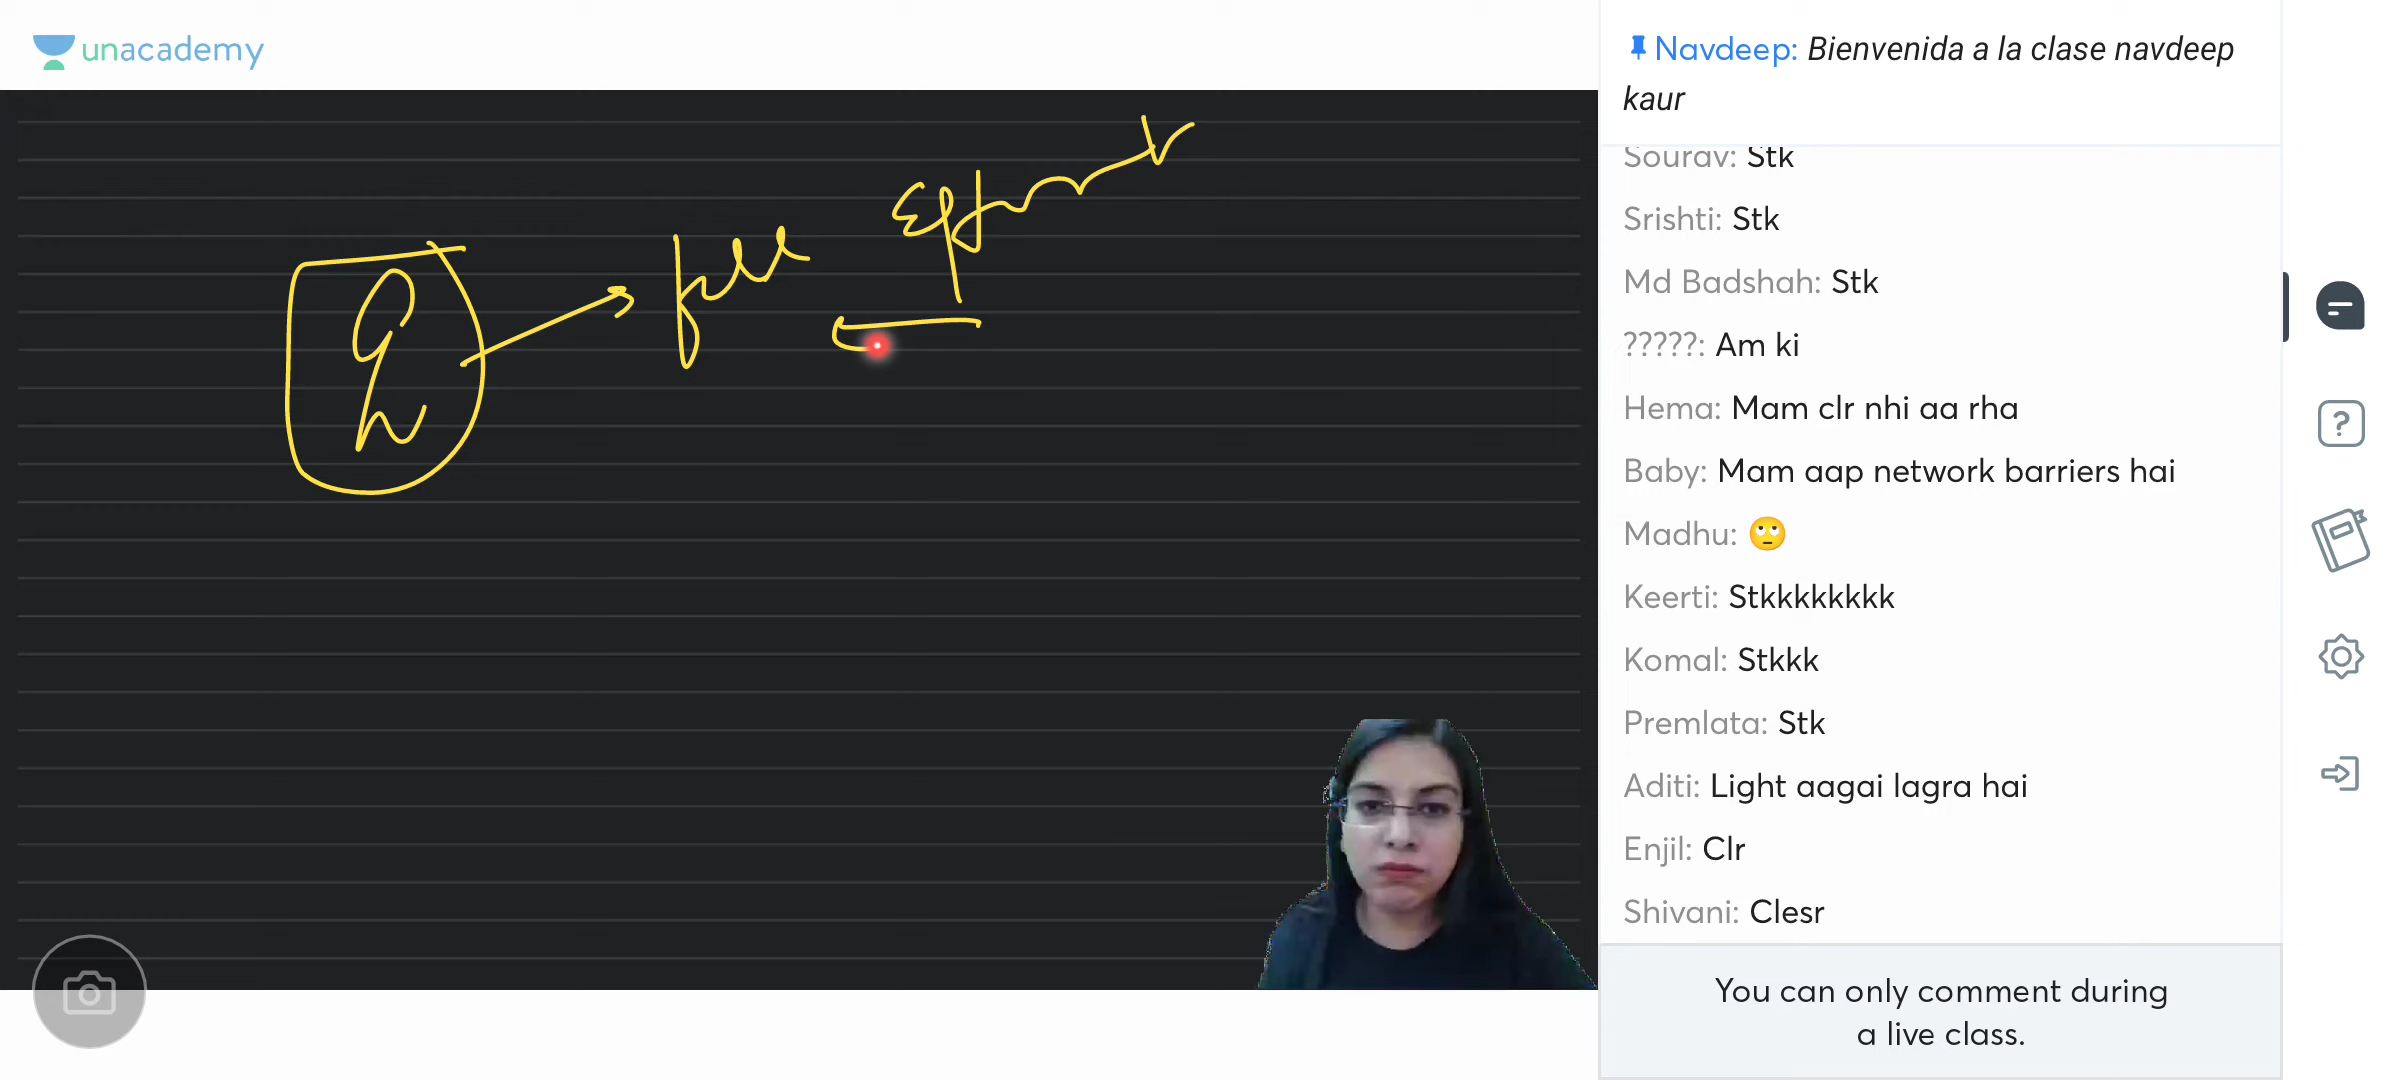 unacademy
Navdeep: Bienvenida a la clase navdeep
kaur
Sourav: Stk
Srishti: Stk
Md Badshah: Stk
?????: Am ki
Hema: Mam clr nhi aa rha
Baby: Mam aap network barriers hai
Madhu: 🙄
Keerti: Stkkkkkkkk
Komal: Stkkk
Premlata: Stk
Aditi: Light aagai lagra hai
Enjil: Clr
Shivani: Clesr
You can only comment during
a live class.